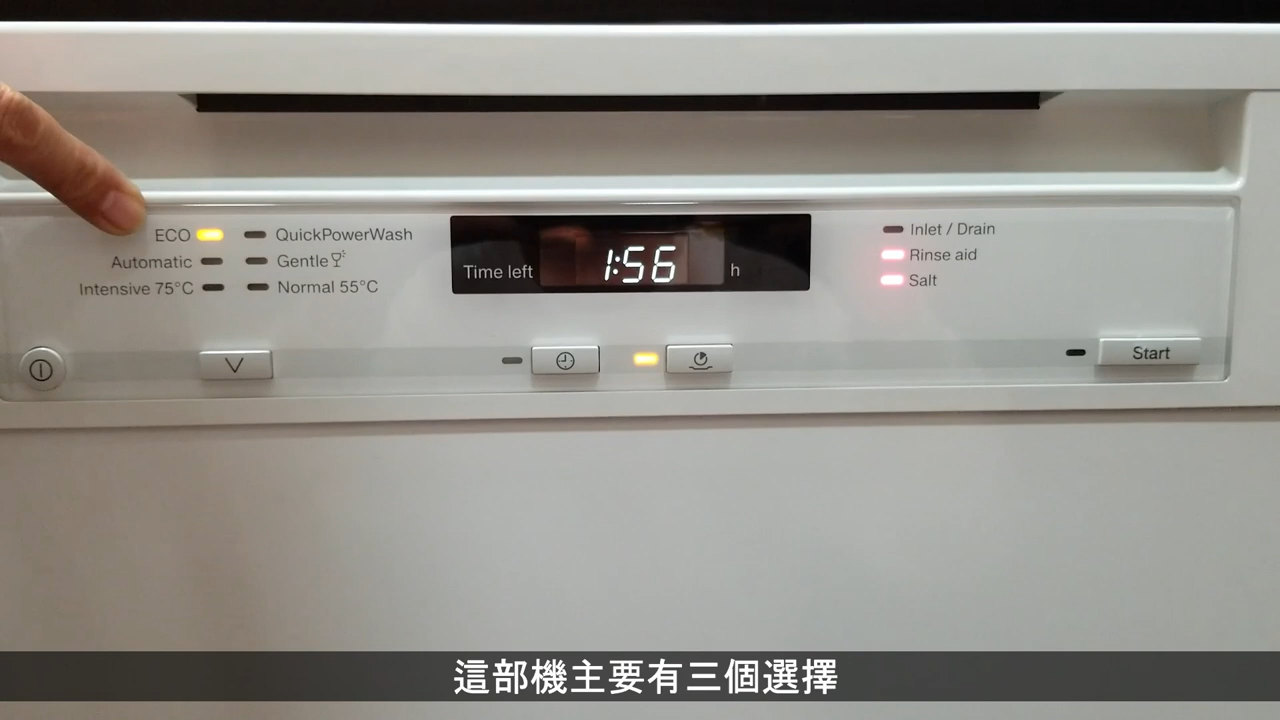 ECO
QuickPowerWash
Automatic
Gentle
Intensive 75°C
Normal 55°C
Time left 1:56 h
Inlet / Drain
Rinse aid
Salt
Start
這部機主要有三個選擇